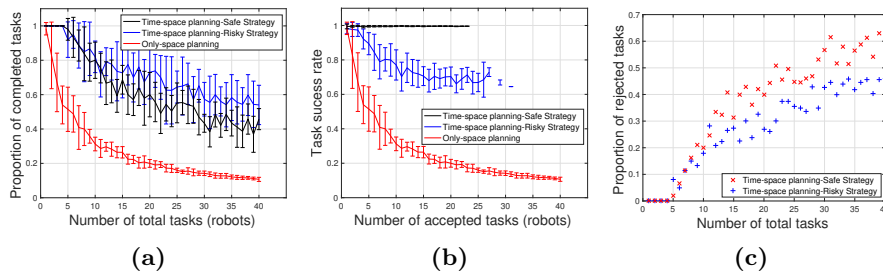 Proportion of completed tasks
1
0.8
0.6
0.4
0.2
0
0 5 10 15 20 25 30 35 40
Number of total tasks (robots)
Time-space planning-Safe Strategy
Time-space planning-Risky Strategy
Only-space planning
(a)
Task sucess rate
1
0.8
0.6
0.4
0.2
0
0 5 10 15 20 25 30 35 40
Number of accepted tasks (robots)
Time-space planning-Safe Strategy
Time-space planning-Risky Strategy
Only-space planning
(b)
Proportion of rejected tasks
0.7
0.6
0.5
0.4
0.3
0.2
0.1
0
0 5 10 15 20 25 30 35 40
Number of total tasks
Time-space planning-Safe Strategy
Time-space planning-Risky Strategy
(c)